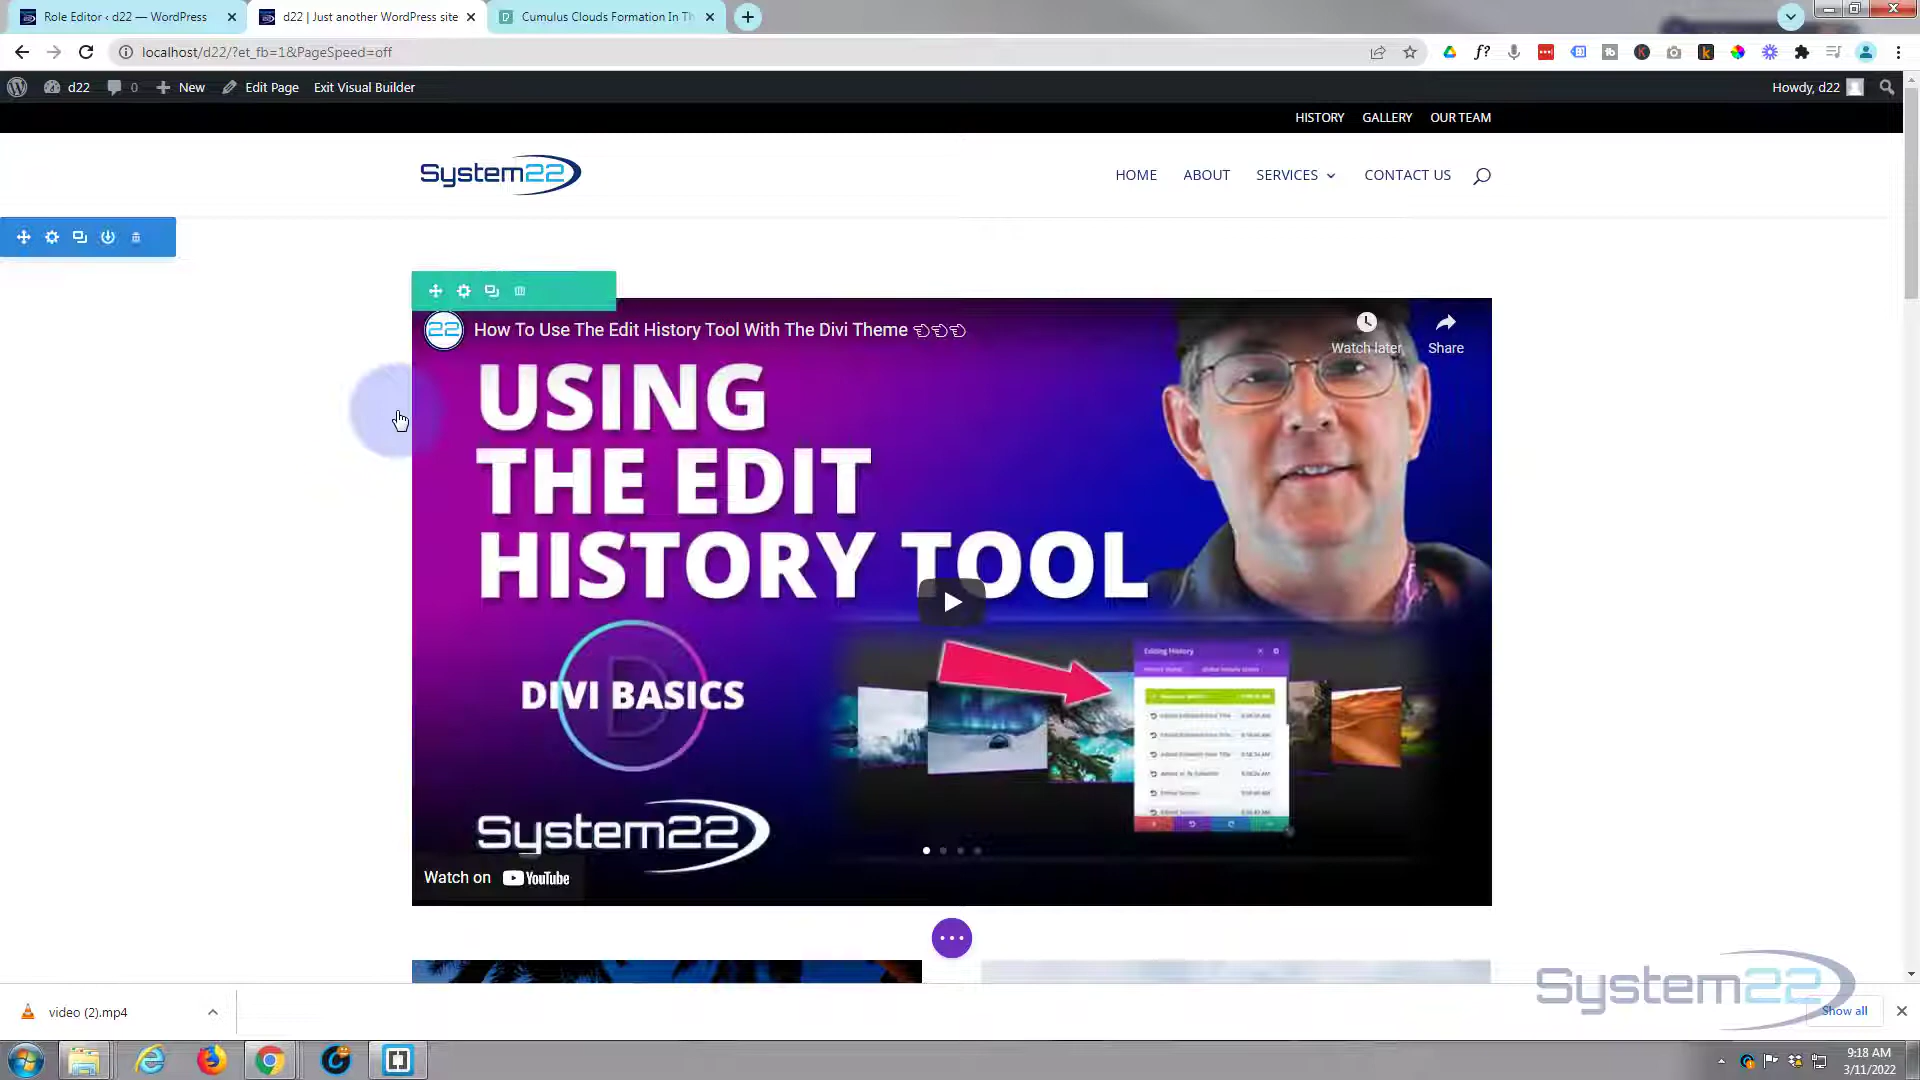 Role Editor ‹ d22 — WordPress
d22 | Just another WordPress site
Cumulus Clouds Formation In Th
localhost/d22/?et_fb=1&PageSpeed=off
d22
0
New
Edit Page
Exit Visual Builder
Howdy, d22
HISTORY
GALLERY
OUR TEAM
System22
HOME
ABOUT
SERVICES
CONTACT US
22
How To Use The Edit History Tool With The Divi Theme
Watch later
Share
USING
THE EDIT
HISTORY TOOL
DIVI BASICS
Editing History
System22
Watch on YouTube
System22
video (2).mp4
Show all
9:18 AM
3/11/2022